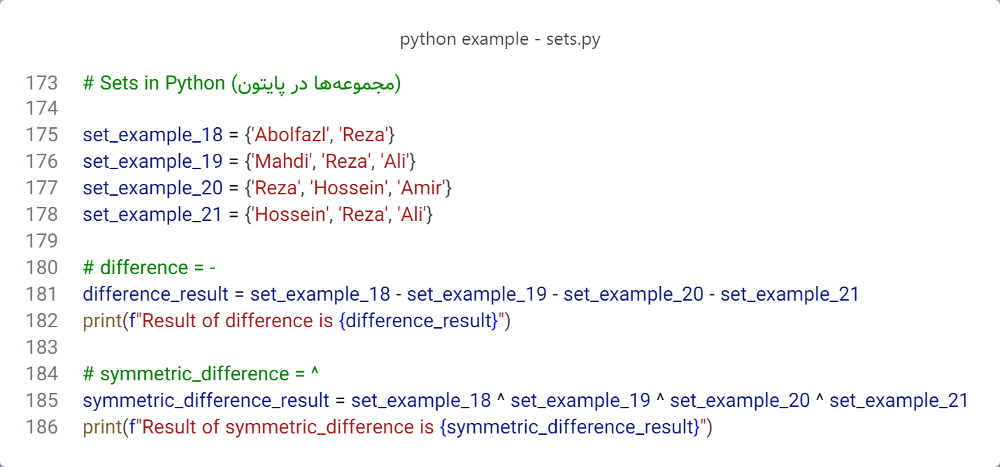 python example - sets.py
173 # Sets in Python (مجموعه‌ها در پایتون)
174
175 set_example_18 = {'Abolfazl', 'Reza'}
176 set_example_19 = {'Mahdi', 'Reza', 'Ali'}
177 set_example_20 = {'Reza', 'Hossein', 'Amir'}
178 set_example_21 = {'Hossein', 'Reza', 'Ali'}
179
180 # difference = -
181 difference_result = set_example_18 - set_example_19 - set_example_20 - set_example_21
182 print(f"Result of difference is {difference_result}")
183
184 # symmetric_difference = ^
185 symmetric_difference_result = set_example_18 ^ set_example_19 ^ set_example_20 ^ set_example_21
186 print(f"Result of symmetric_difference is {symmetric_difference_result}")